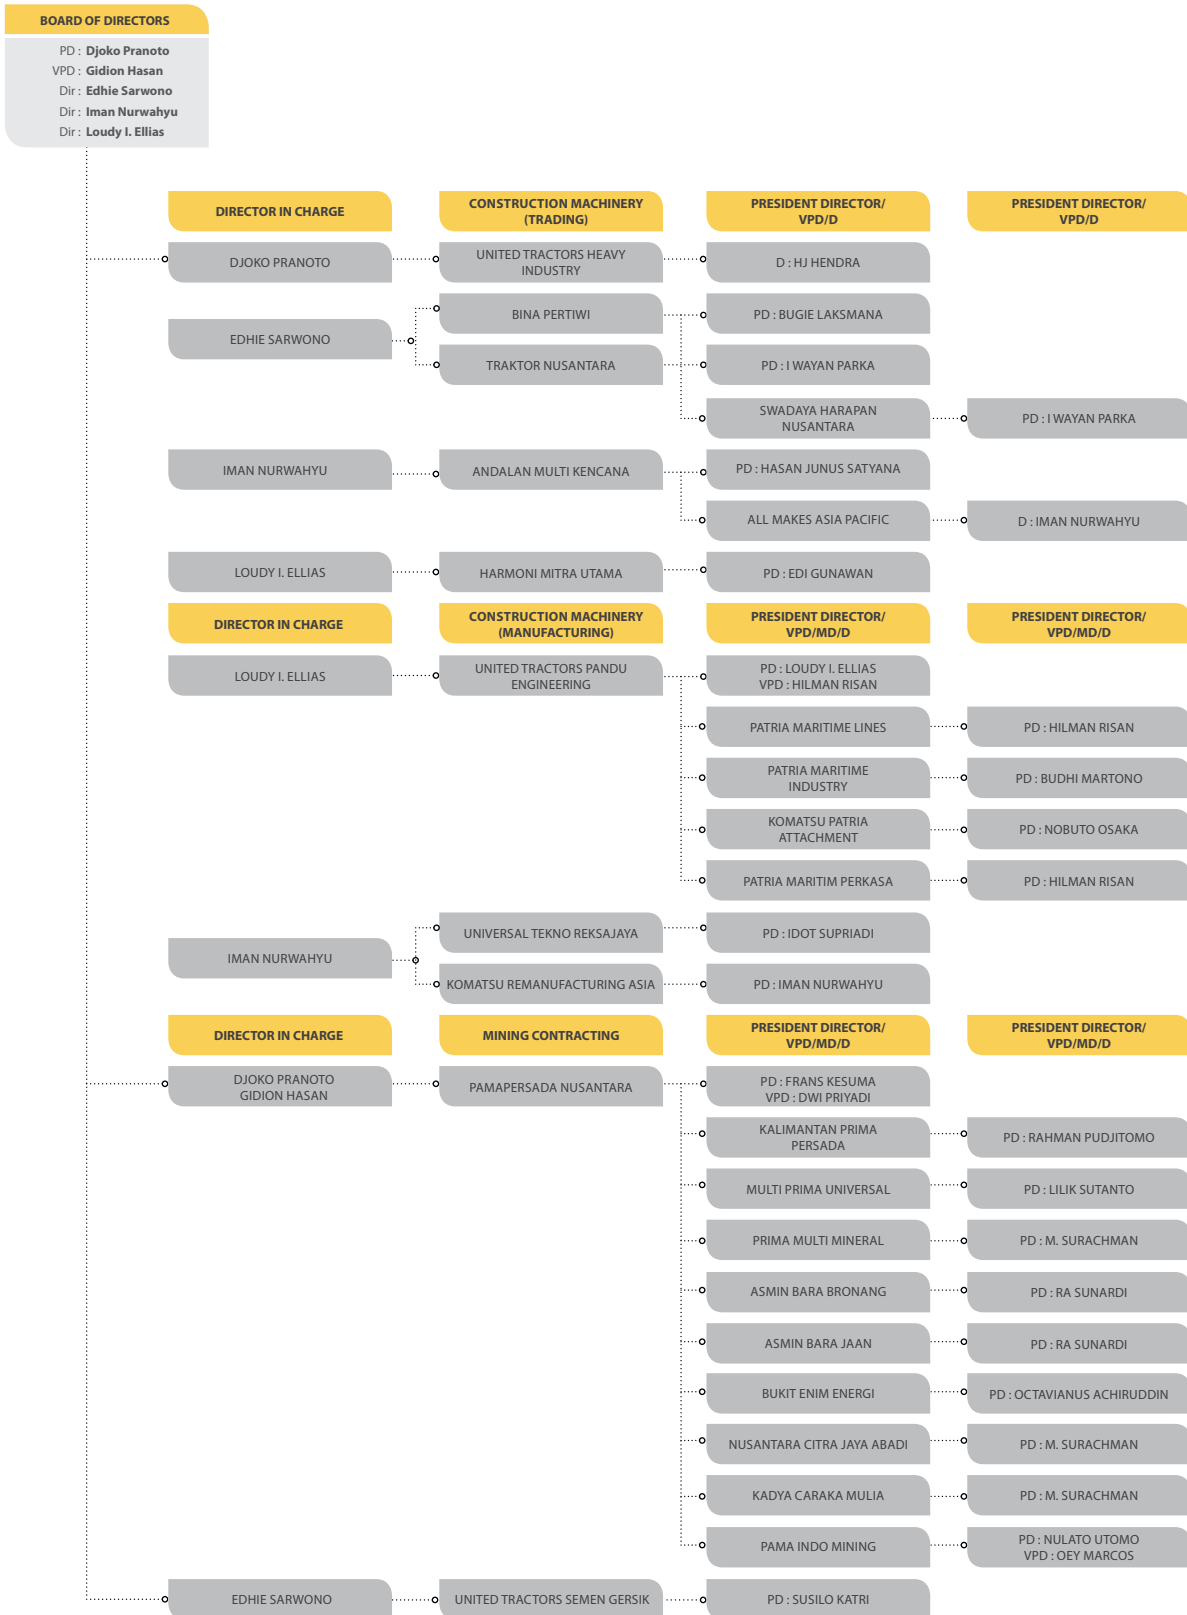 BOARD OF DIRECTORS
PD : Djoko Pranoto
VPD : Gidion Hasan
Dir : Edhie Sarwono
Dir : Iman Nurwahyu
Dir : Loudy I. Ellias
DIRECTOR IN CHARGE
CONSTRUCTION MACHINERY
(TRADING)
PRESIDENT DIRECTOR/
VPD/D
PRESIDENT DIRECTOR/
VPD/D
DJOKO PRANOTO
UNITED TRACTORS HEAVY
INDUSTRY
D : HJ HENDRA
EDHIE SARWONO
BINA PERTIWI
PD : BUGIE LAKSMANA
TRAKTOR NUSANTARA
PD : I WAYAN PARKA
SWADAYA HARAPAN
NUSANTARA
PD : I WAYAN PARKA
IMAN NURWAHYU
ANDALAN MULTI KENCANA
PD : HASAN JUNUS SATYANA
ALL MAKES ASIA PACIFIC
D : IMAN NURWAHYU
LOUDY I. ELLIAS
HARMONI MITRA UTAMA
PD : EDI GUNAWAN
DIRECTOR IN CHARGE
CONSTRUCTION MACHINERY
(MANUFACTURING)
PRESIDENT DIRECTOR/
VPD/MD/D
PRESIDENT DIRECTOR/
VPD/MD/D
LOUDY I. ELLIAS
UNITED TRACTORS PANDU
ENGINEERING
PD : LOUDY I. ELLIAS
VPD : HILMAN RISAN
PATRIA MARITIME LINES
PD : HILMAN RISAN
PATRIA MARITIME
INDUSTRY
PD : BUDHI MARTONO
KOMATSU PATRIA
ATTACHMENT
PD : NOBUTO OSAKA
PATRIA MARITIM PERKASA
PD : HILMAN RISAN
IMAN NURWAHYU
UNIVERSAL TEKNO REKSAJAYA
PD : IDOT SUPRIADI
KOMATSU REMANUFACTURING ASIA
PD : IMAN NURWAHYU
DIRECTOR IN CHARGE
MINING CONTRACTING
PRESIDENT DIRECTOR/
VPD/MD/D
PRESIDENT DIRECTOR/
VPD/MD/D
DJOKO PRANOTO
GIDION HASAN
PAMAPERSADA NUSANTARA
PD : FRANS KESUMA
VPD : DWI PRIYADI
KALIMANTAN PRIMA
PERSADA
PD : RAHMAN PUDJITOMO
MULTI PRIMA UNIVERSAL
PD : LILIK SUTANTO
PRIMA MULTI MINERAL
PD : M. SURACHMAN
ASMIN BARA BRONANG
PD : RA SUNARDI
ASMIN BARA JAAN
PD : RA SUNARDI
BUKIT ENIM ENERGI
PD : OCTAVIANUS ACHIRUDDIN
NUSANTARA CITRA JAYA ABADI
PD : M. SURACHMAN
KADYA CARAKA MULIA
PD : M. SURACHMAN
PAMA INDO MINING
PD : NULATO UTOMO
VPD : OEY MARCOS
EDHIE SARWONO
UNITED TRACTORS SEMEN GERSIK
PD : SUSILO KATRI